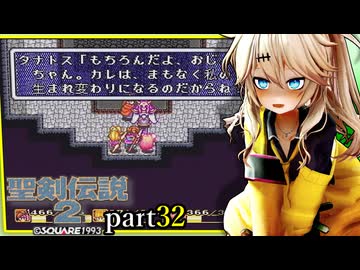 タナトス「もちろんだよ、おじ
ちゃん。カレは、まもなく私の
生まれ変わりになるのだからね
聖剣伝説
2
©SQUARE1993
part32